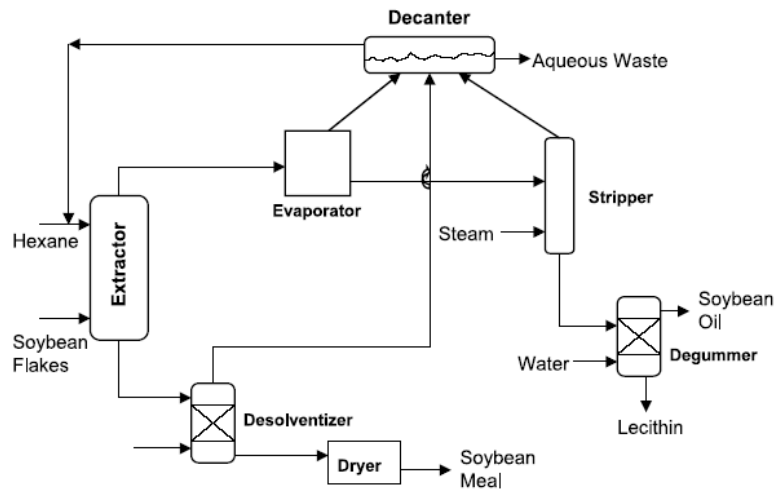 Decanter
Aqueous Waste
Evaporator
Stripper
Hexane
Extractor
Steam
Soybean
Flakes
Soybean
Oil
Water
Degummer
Desolventizer
Lecithin
Dryer
Soybean
Meal